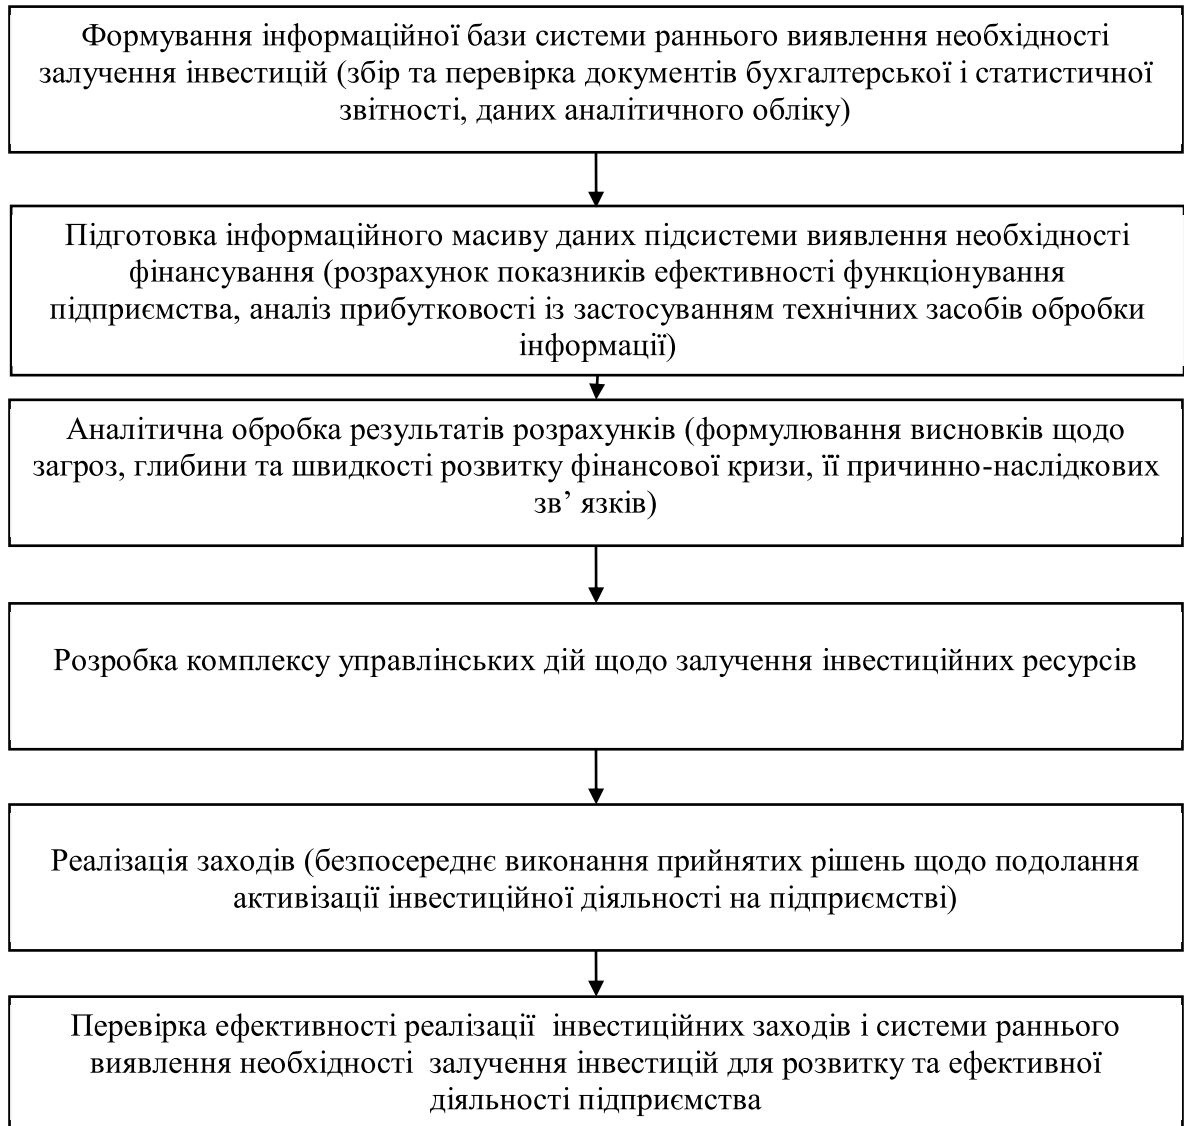 Формування інформаційної бази системи раннього виявлення необхідності
залучення інвестицій (збір та перевірка документів бухгалтерської і статистичної
звітності, даних аналітичного обліку)
Підготовка інформаційного масиву даних підсистеми виявлення необхідності
фінансування (розрахунок показників ефективності функціонування
підприємства, аналіз прибутковості із застосуванням технічних засобів обробки
інформації)
Аналітична обробка результатів розрахунків (формулювання висновків щодо
загроз, глибини та швидкості розвитку фінансової кризи, її причинно-наслідкових
зв’ язків)
Розробка комплексу управлінських дій щодо залучення інвестиційних ресурсів
Реалізація заходів (безпосереднє виконання прийнятих рішень щодо подолання
активізації інвестиційної діяльності на підприємстві)
Перевірка ефективності реалізації  інвестиційних заходів і системи раннього
виявлення необхідності  залучення інвестицій для розвитку та ефективної
діяльності підприємства